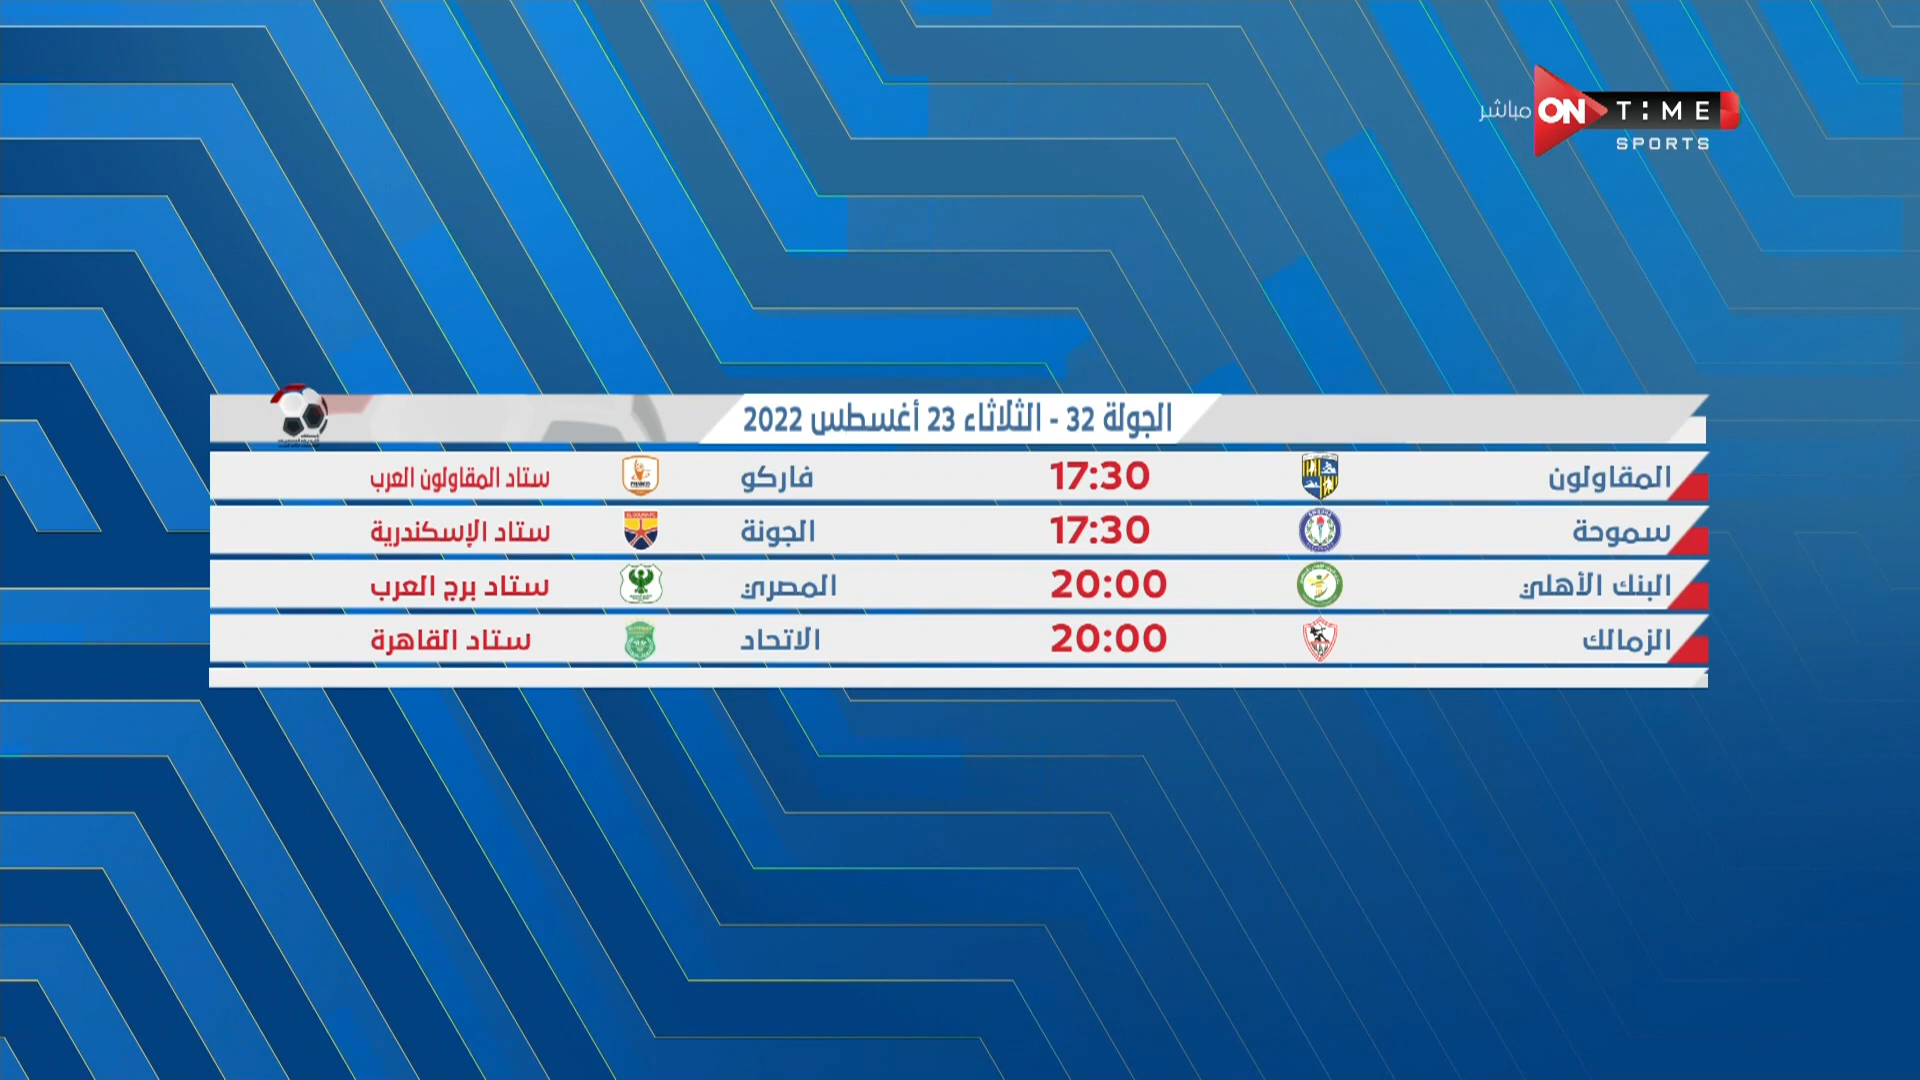 مباشر ON TIME
SPORTS
الجولة 32 - الثلاثاء 23 أغسطس 2022
المقاولون 17:30 فاركو ستاد المقاولون العرب
سموحة 17:30 الجونة ستاد الإسكندرية
البنك الأهلي 20:00 المصري ستاد برج العرب
الزمالك 20:00 الاتحاد ستاد القاهرة